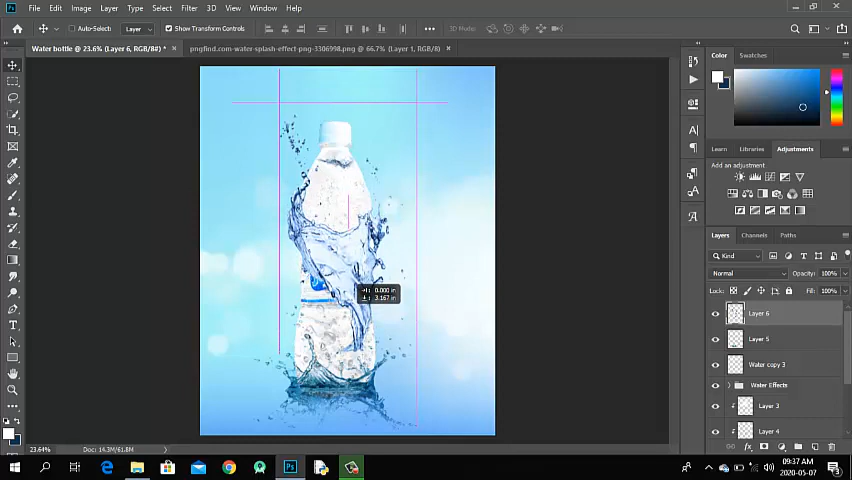 File Edit Image Layer Type Select Filter 3D View Window Help
Auto-Select: Layer Show Transform Controls 3D Mode:
Water bottle @ 23.6% (Layer 6, RGB/8#) * × pngfind.com-water-splash-effect-png-3306998.png @ 66.7% (Layer 1, RGB/8) ×
Color Swatches
Learn Libraries Adjustments
Add an adjustment
Layers Channels Paths
Kind
Normal Opacity: 100%
Lock: Fill: 100%
Layer 6
Layer 5
Water copy 3
Water Effects
Layer 3
Layer 4
0.000 in
3.167 in
23.64% Doc: 14.3M/61.8M
09:37 AM
2020-05-07